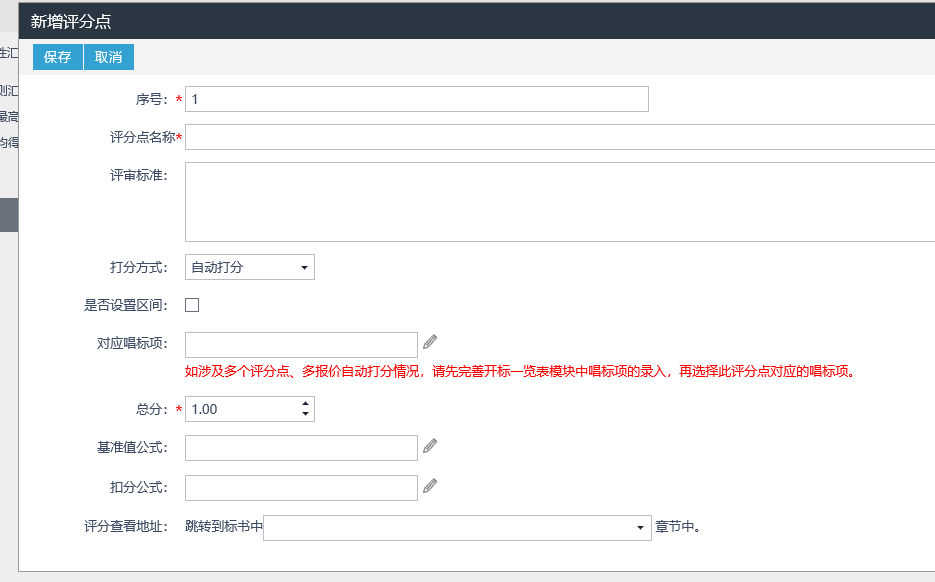 新增评分点
保存 取消
序号：* 1
评分点名称*
评审标准：
打分方式： 自动打分
是否设置区间：
对应唱标项：
如涉及多个评分点、多报价自动打分情况，请先完善开标一览表模块中唱标项的录入，再选择此评分点对应的唱标项。
总分：* 1.00
基准值公式：
扣分公式：
评分查看地址： 跳转到标书中 章节中。
性汇
则汇
最高
均得